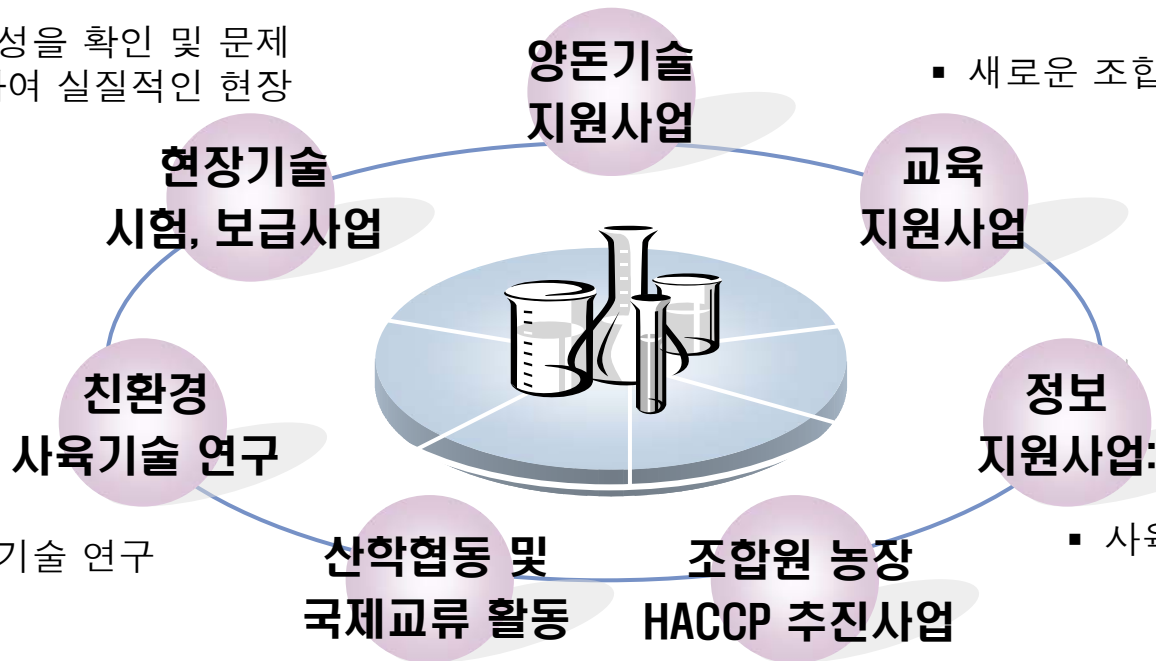 성을 확인 및 문제
하여 실질적인 현장
양돈기술
지원사업
▪ 새로운 조합
현장기술
시험, 보급사업
교육
지원사업
친환경
사육기술 연구
정보
지원사업:
기술 연구
▪ 사육
산학협동 및
국제교류 활동
조합원 농장
HACCP 추진사업